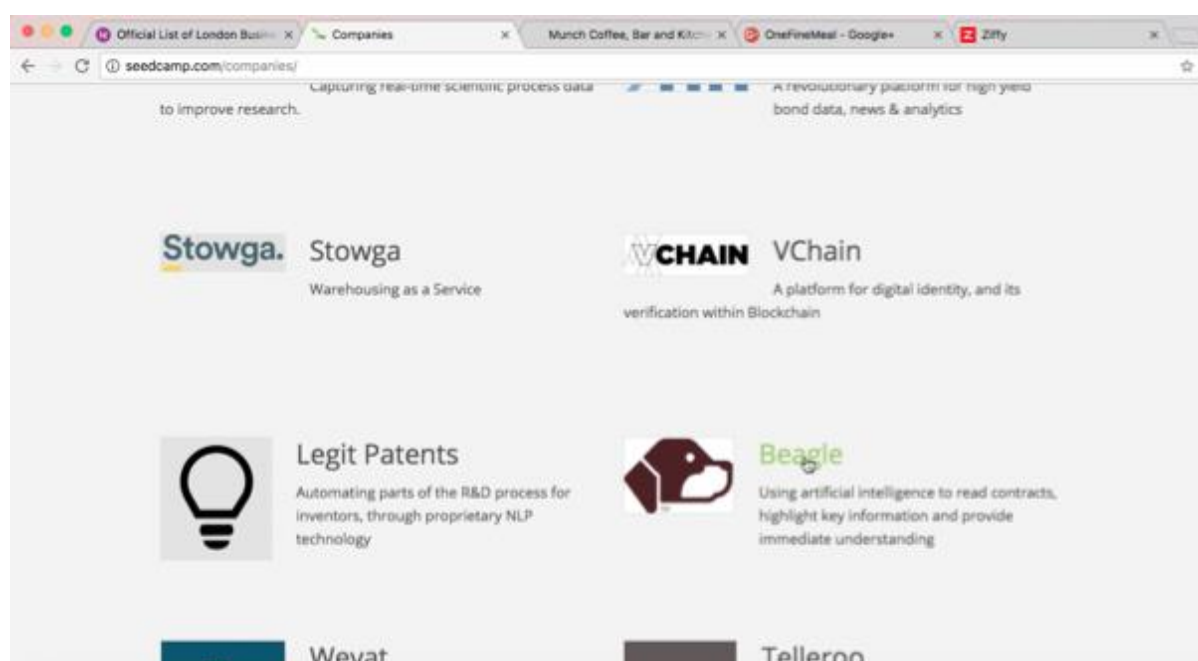 Official List of London Busin
Companies
Munch Coffee, Bar and Kitch
OneFineMeal - Google+
Ziffy
seedcamp.com/companies/
Capturing real-time scientific process data
to improve research.
A revolutionary platform for high yield
bond data, news & analytics
Stowga.
Stowga
Warehousing as a Service
VCHAIN
VChain
A platform for digital identity, and its
verification within Blockchain
Legit Patents
Automating parts of the R&D process for
inventors, through proprietary NLP
technology
Beagle
Using artificial intelligence to read contracts,
highlight key information and provide
immediate understanding
Wevat
Telleroo